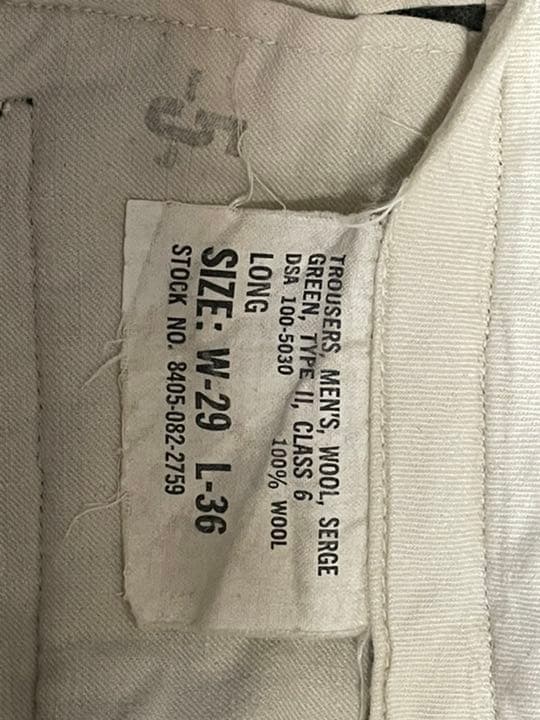 -5-
TROUSERS, MEN'S, WOOL, SERGE
GREEN, TYPE II, CLASS 6
DSA 100-5030 100% WOOL
LONG
SIZE: W-29 L-36
STOCK NO. 8405-082-2759